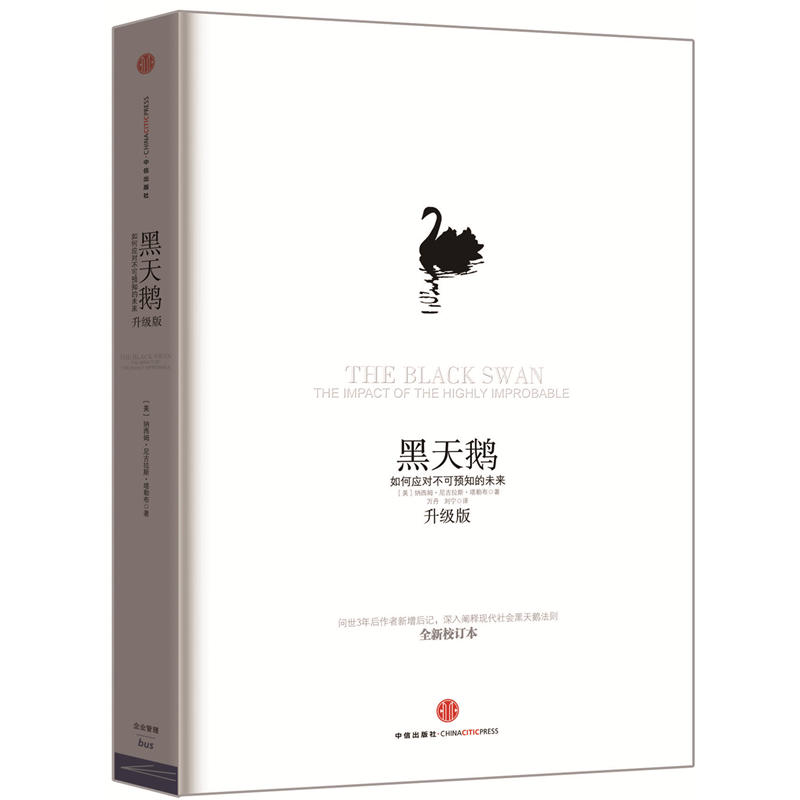 CHINACITICPRESS
·中信出版社
黑天鹅
如何应对不可预知的未来
升级版
THE BLACK SWAN
THE IMPACT OF
THE HIGHLY IMPROBABLE
[美]纳西姆·尼古拉斯·塔勒布◎著
企业管理
bus
THE BLACK SWAN
THE IMPACT OF THE HIGHLY IMPROBABLE
黑天鹅
如何应对不可预知的未来
[美]纳西姆·尼古拉斯·塔勒布◎著
万丹 刘宁◎译
升级版
问世3年后作者新增后记，深入阐释现代社会黑天鹅法则
全新校订本
中信出版社·CHINACITICPRESS